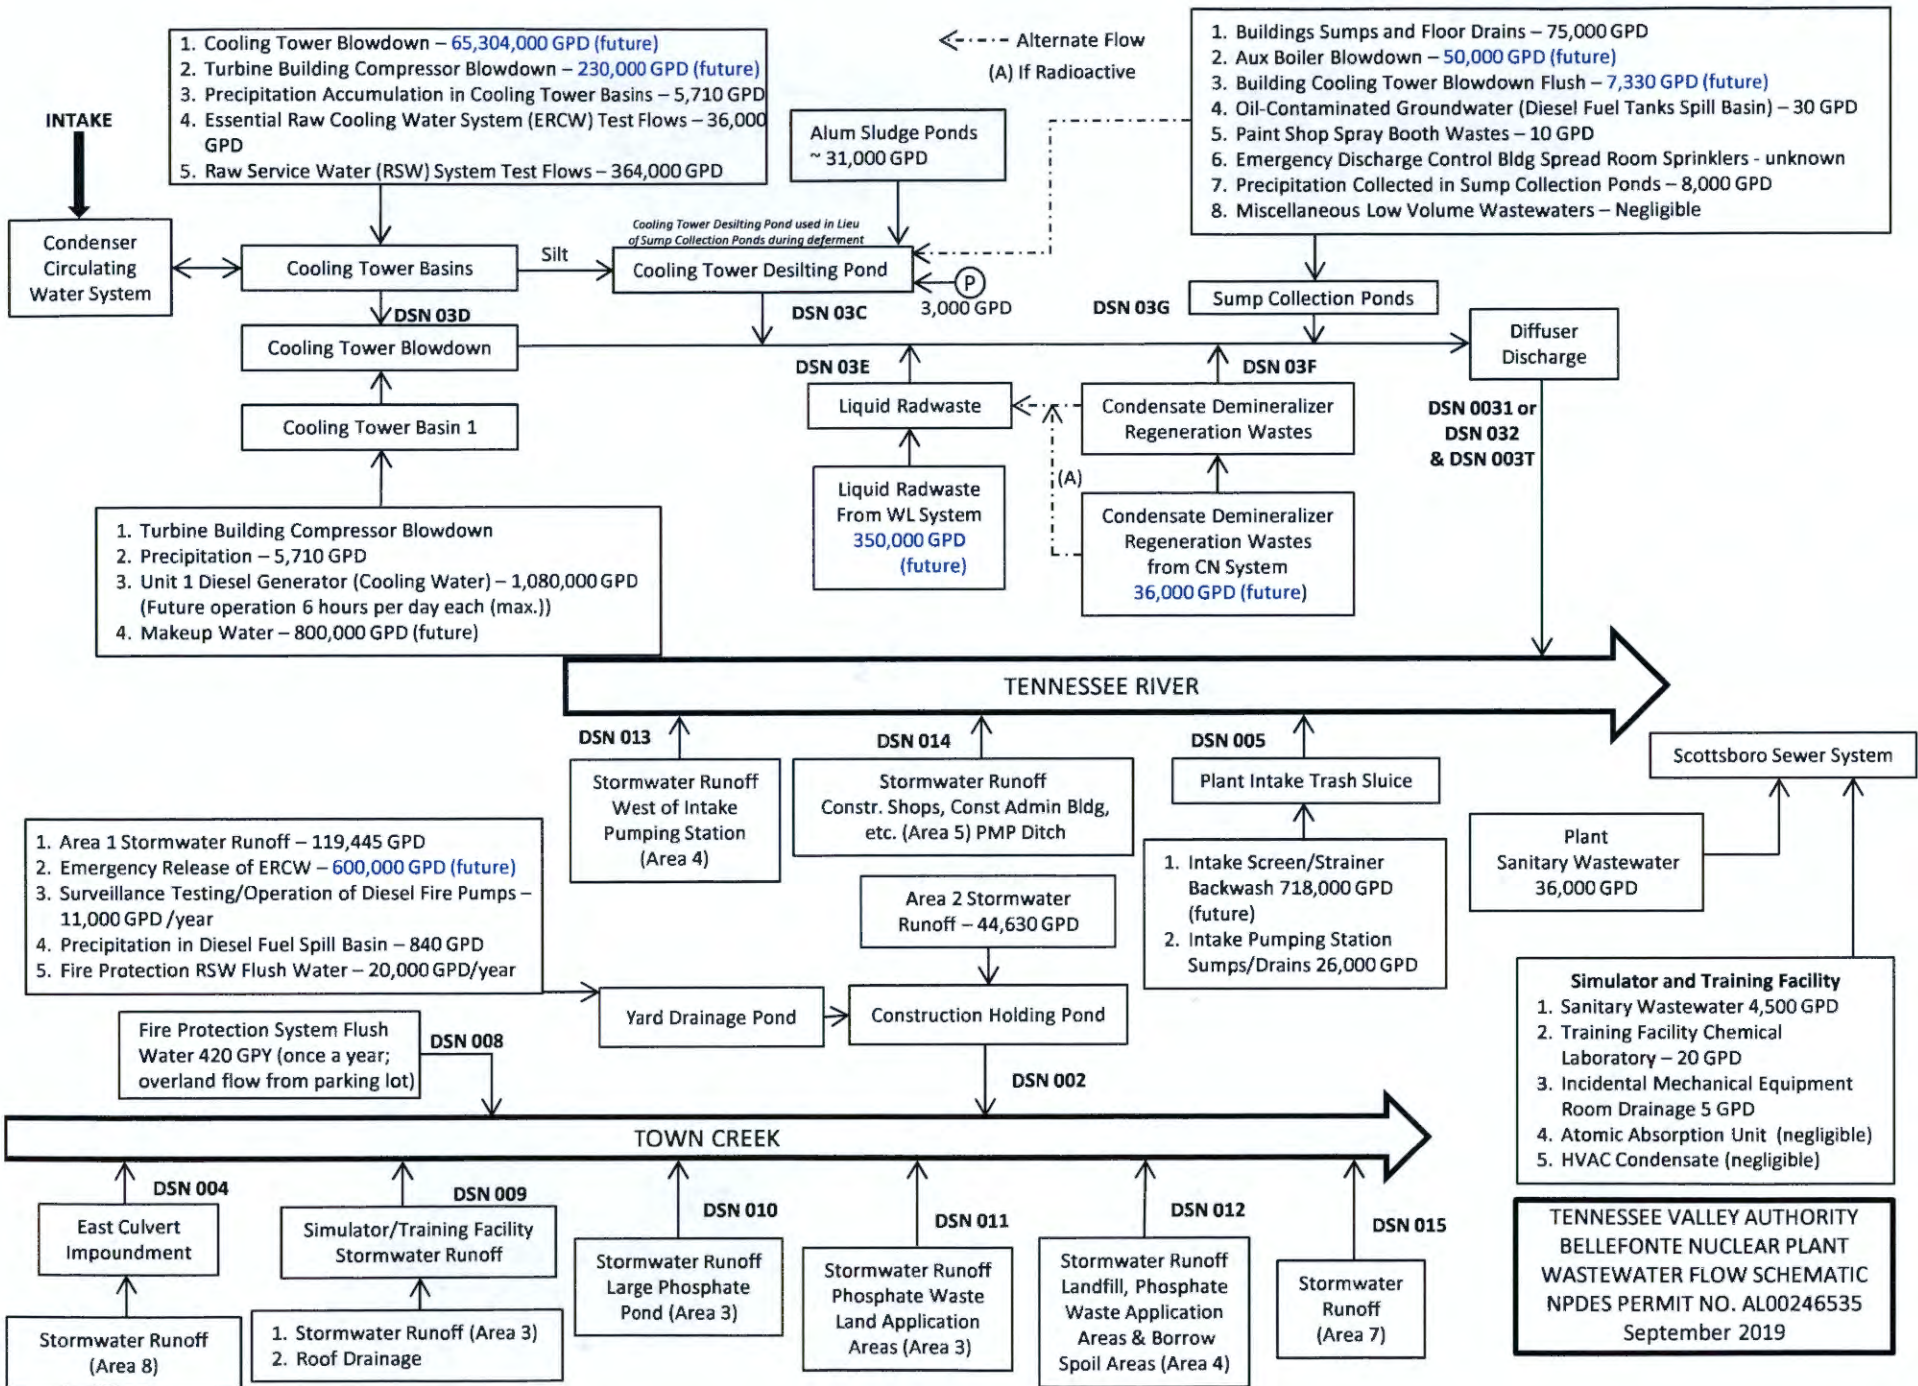 1. Cooling Tower Blowdown – 65,304,000 GPD (future)
2. Turbine Building Compressor Blowdown – 230,000 GPD (future)
3. Precipitation Accumulation in Cooling Tower Basins – 5,710 GPD
4. Essential Raw Cooling Water System (ERCW) Test Flows – 36,000
GPD
5. Raw Service Water (RSW) System Test Flows – 364,000 GPD
Alternate Flow
(A) If Radioactive
1. Buildings Sumps and Floor Drains – 75,000 GPD
2. Aux Boiler Blowdown – 50,000 GPD (future)
3. Building Cooling Tower Blowdown Flush – 7,330 GPD (future)
4. Oil-Contaminated Groundwater (Diesel Fuel Tanks Spill Basin) – 30 GPD
5. Paint Shop Spray Booth Wastes – 10 GPD
6. Emergency Discharge Control Bldg Spread Room Sprinklers - unknown
7. Precipitation Collected in Sump Collection Ponds – 8,000 GPD
8. Miscellaneous Low Volume Wastewaters – Negligible
INTAKE
Alum Sludge Ponds
~ 31,000 GPD
Condenser
Circulating
Water System
Cooling Tower Basins
Silt
Cooling Tower Desilting Pond used in Lieu
of Sump Collection Ponds during deferment
Cooling Tower Desilting Pond
P
3,000 GPD
Sump Collection Ponds
DSN 03D
DSN 03C
DSN 03G
Cooling Tower Blowdown
Diffuser
Discharge
DSN 03E
DSN 03F
Cooling Tower Basin 1
Liquid Radwaste
Condensate Demineralizer
Regeneration Wastes
DSN 0031 or
DSN 032
& DSN 003T
(A)
Liquid Radwaste
From WL System
350,000 GPD
(future)
Condensate Demineralizer
Regeneration Wastes
from CN System
36,000 GPD (future)
1. Turbine Building Compressor Blowdown
2. Precipitation – 5,710 GPD
3. Unit 1 Diesel Generator (Cooling Water) – 1,080,000 GPD
(Future operation 6 hours per day each (max.))
4. Makeup Water – 800,000 GPD (future)
TENNESSEE RIVER
DSN 013
DSN 014
DSN 005
Stormwater Runoff
West of Intake
Pumping Station
(Area 4)
Stormwater Runoff
Constr. Shops, Const Admin Bldg,
etc. (Area 5) PMP Ditch
Plant Intake Trash Sluice
Scottsboro Sewer System
1. Intake Screen/Strainer
Backwash 718,000 GPD
(future)
2. Intake Pumping Station
Sumps/Drains 26,000 GPD
Plant
Sanitary Wastewater
36,000 GPD
1. Area 1 Stormwater Runoff – 119,445 GPD
2. Emergency Release of ERCW – 600,000 GPD (future)
3. Surveillance Testing/Operation of Diesel Fire Pumps –
11,000 GPD /year
4. Precipitation in Diesel Fuel Spill Basin – 840 GPD
5. Fire Protection RSW Flush Water – 20,000 GPD/year
Area 2 Stormwater
Runoff – 44,630 GPD
Yard Drainage Pond
Construction Holding Pond
Simulator and Training Facility
1. Sanitary Wastewater 4,500 GPD
2. Training Facility Chemical
Laboratory – 20 GPD
3. Incidental Mechanical Equipment
Room Drainage 5 GPD
4. Atomic Absorption Unit (negligible)
5. HVAC Condensate (negligible)
Fire Protection System Flush
Water 420 GPY (once a year;
overland flow from parking lot)
DSN 008
DSN 002
TOWN CREEK
DSN 004
DSN 009
DSN 010
DSN 011
DSN 012
DSN 015
East Culvert
Impoundment
Simulator/Training Facility
Stormwater Runoff
Stormwater Runoff
Large Phosphate
Pond (Area 3)
Stormwater Runoff
Phosphate Waste
Land Application
Areas (Area 3)
Stormwater Runoff
Landfill, Phosphate
Waste Application
Areas & Borrow
Spoil Areas (Area 4)
Stormwater
Runoff
(Area 7)
Stormwater Runoff
(Area 8)
1. Stormwater Runoff (Area 3)
2. Roof Drainage
TENNESSEE VALLEY AUTHORITY
BELLEFONTE NUCLEAR PLANT
WASTEWATER FLOW SCHEMATIC
NPDES PERMIT NO. AL00246535
September 2019